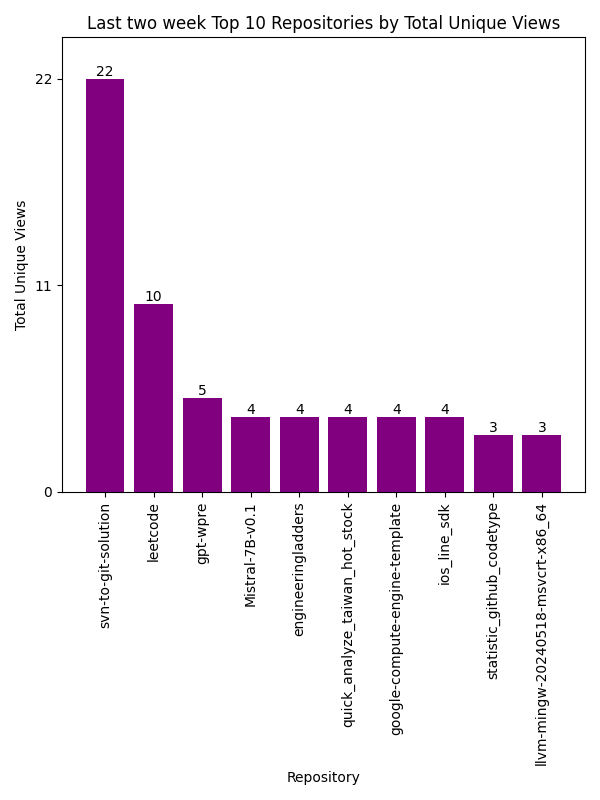 Last two week Top 10 Repositories by Total Unique Views
Total Unique Views
22
11
0
22
10
5
4
4
4
4
4
3
3
svn-to-git-solution
leetcode
gpt-wpre
Mistral-7B-v0.1
engineeringladders
quick_analyze_taiwan_hot_stock
google-compute-engine-template
ios_line_sdk
statistic_github_codetype
llvm-mingw-20240518-msvcrt-x86_64
Repository